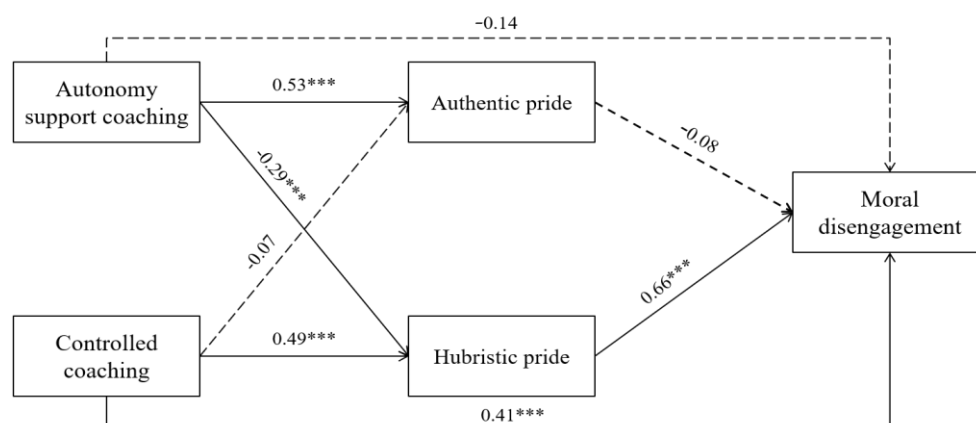 -0.14
Autonomy
support coaching
0.53***
Authentic pride
-0.08
-0.29***
-0.07
Moral
disengagement
0.66***
Controlled
coaching
0.49***
Hubristic pride
0.41***